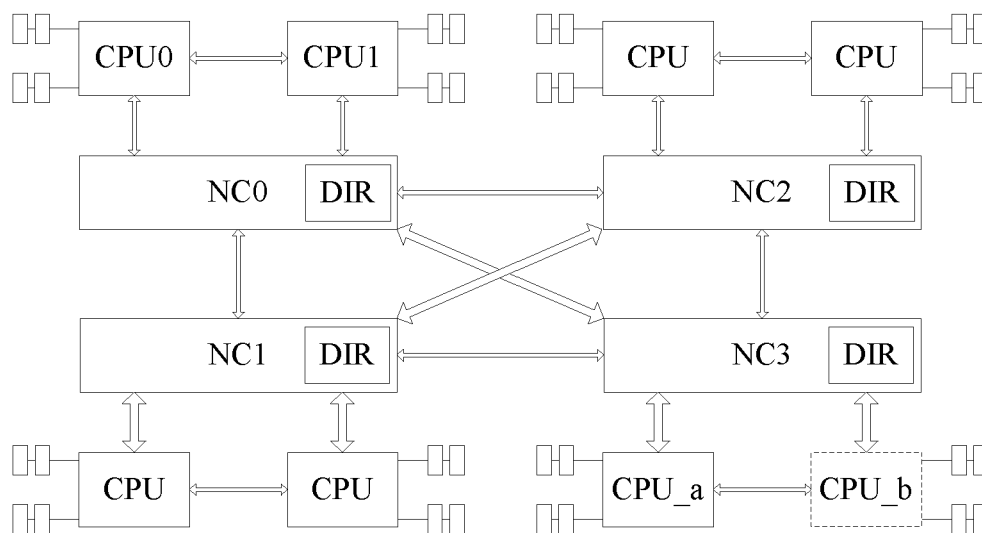 CPU0 CPU1 CPU CPU
NC0 DIR NC2 DIR
NC1 DIR NC3 DIR
CPU CPU CPU_a CPU_b